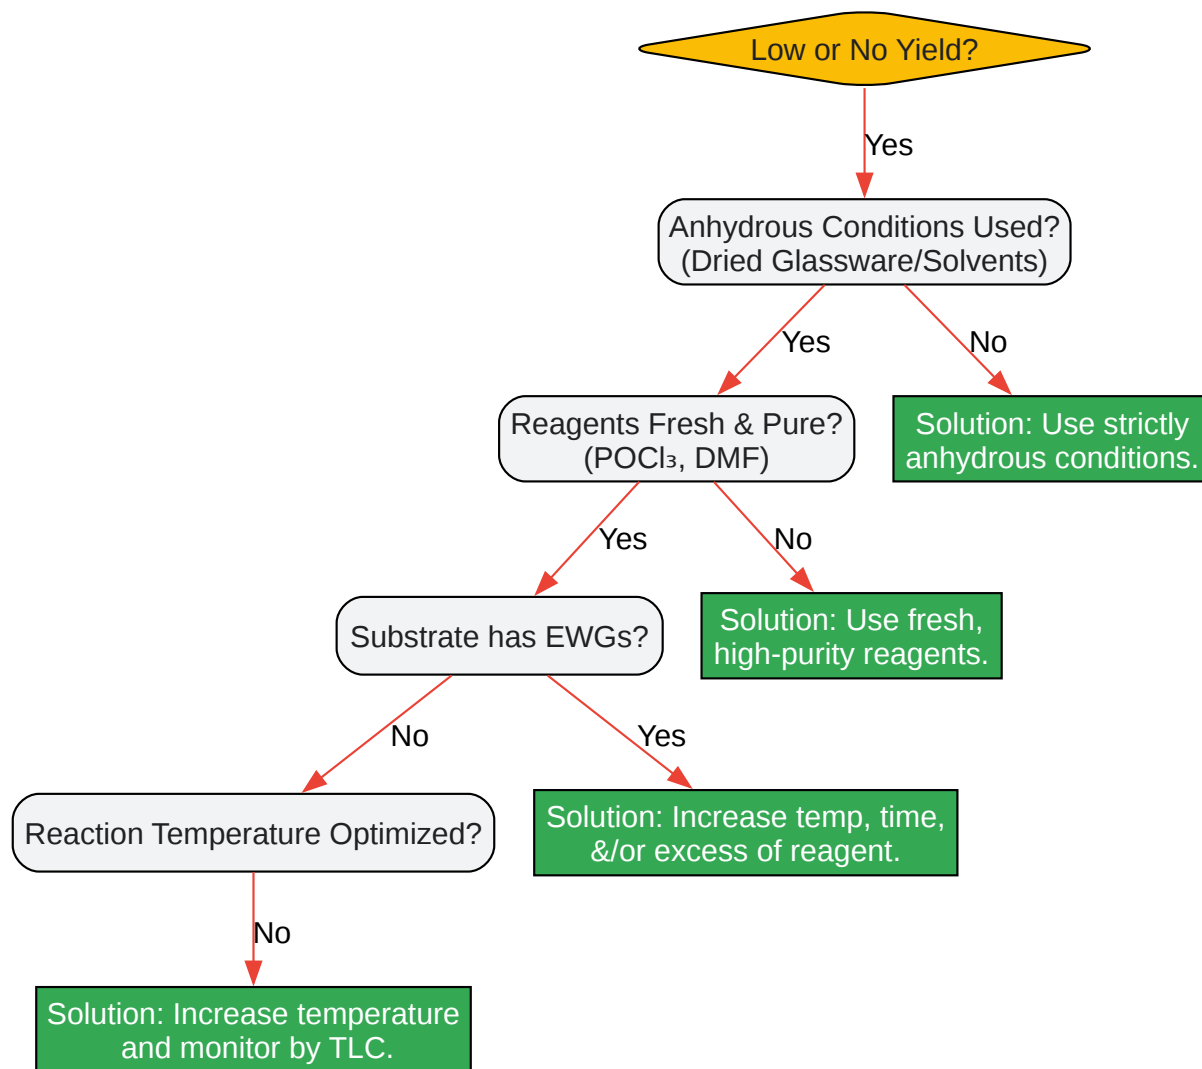 Low or No Yield?
Yes
Anhydrous Conditions Used?
(Dried Glassware/Solvents)
Yes
No
Reagents Fresh & Pure?
(POCl₃, DMF)
Solution: Use strictly
anhydrous conditions.
Yes
No
Substrate has EWGs?
Solution: Use fresh,
high-purity reagents.
No
Yes
Reaction Temperature Optimized?
Solution: Increase temp, time,
&/or excess of reagent.
No
Solution: Increase temperature
and monitor by TLC.